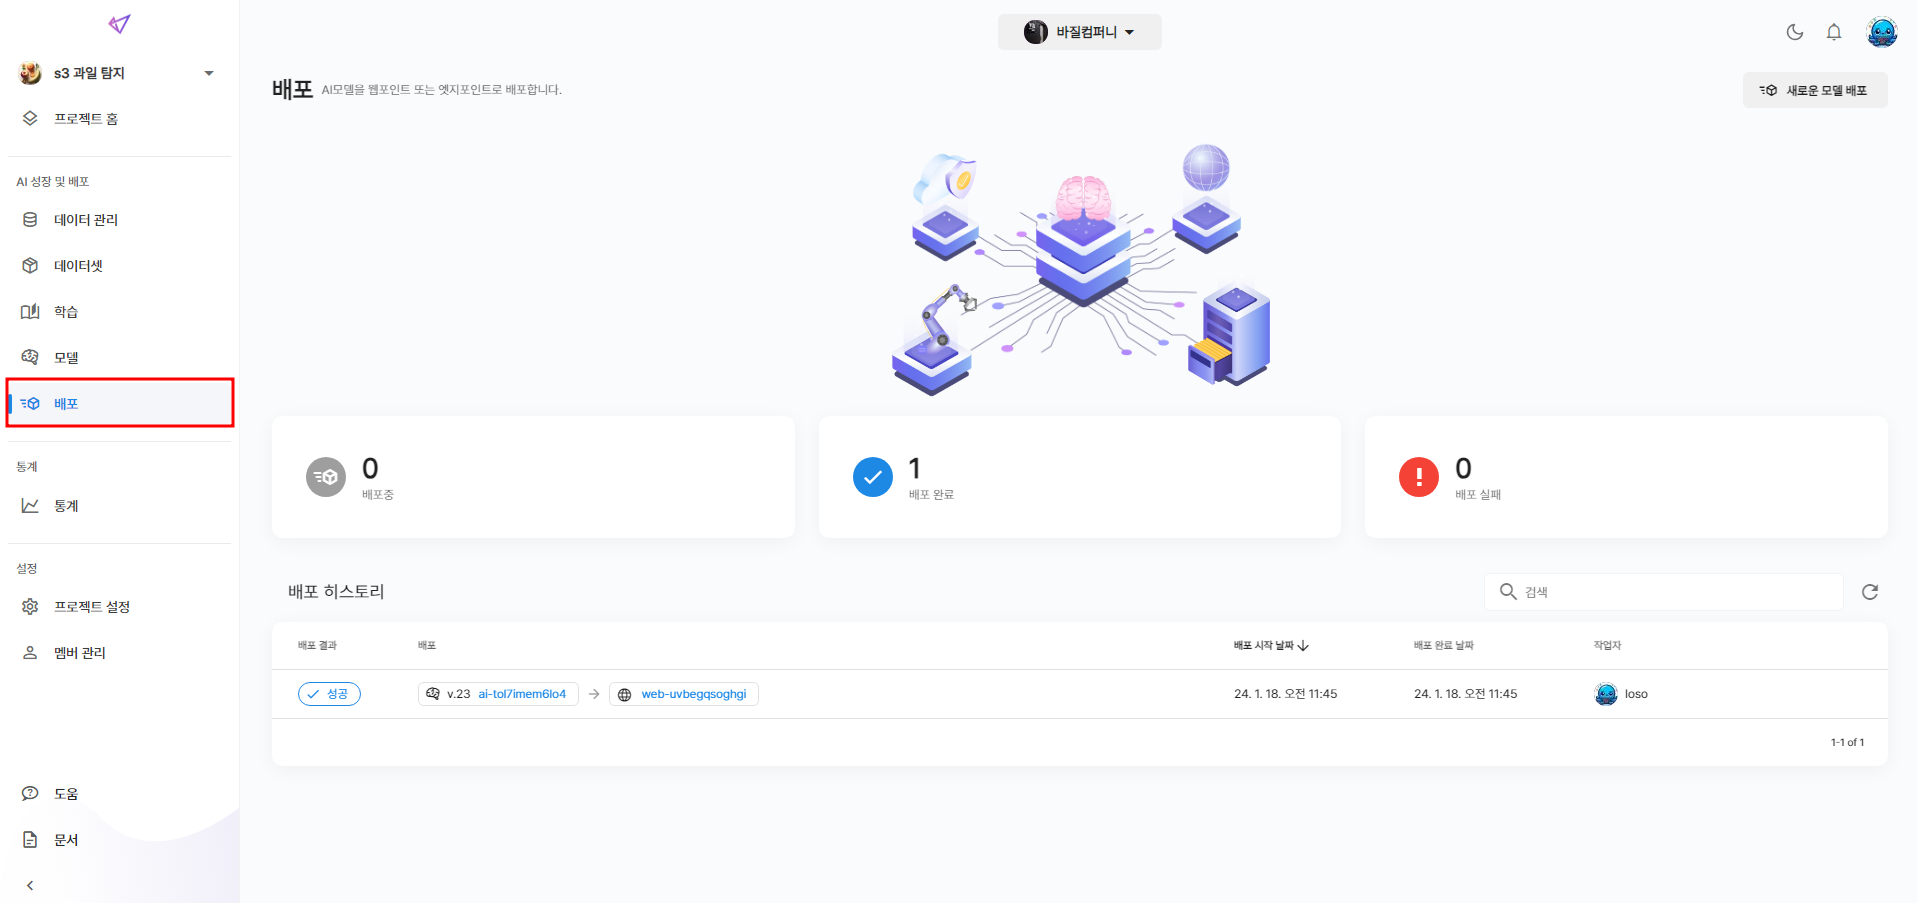 바질컴퍼니
s3 과일 탐지
프로젝트 홈
AI 성장 및 배포
데이터 관리
데이터셋
학습
모델
배포
통계
통계
설정
프로젝트 설정
멤버 관리
도움
문서
배포 AI모델을 웹포인트 또는 엣지포인트로 배포합니다.
새로운 모델 배포
0
배포중
1
배포 완료
0
배포 실패
배포 히스토리
검색
배포 결과 배포 배포 시작 날짜 배포 완료 날짜 작업자
성공 v.23 ai-tol7imem6lo4 web-uvbegqsoghgi 24. 1. 18. 오전 11:45 24. 1. 18. 오전 11:45 loso
1-1 of 1